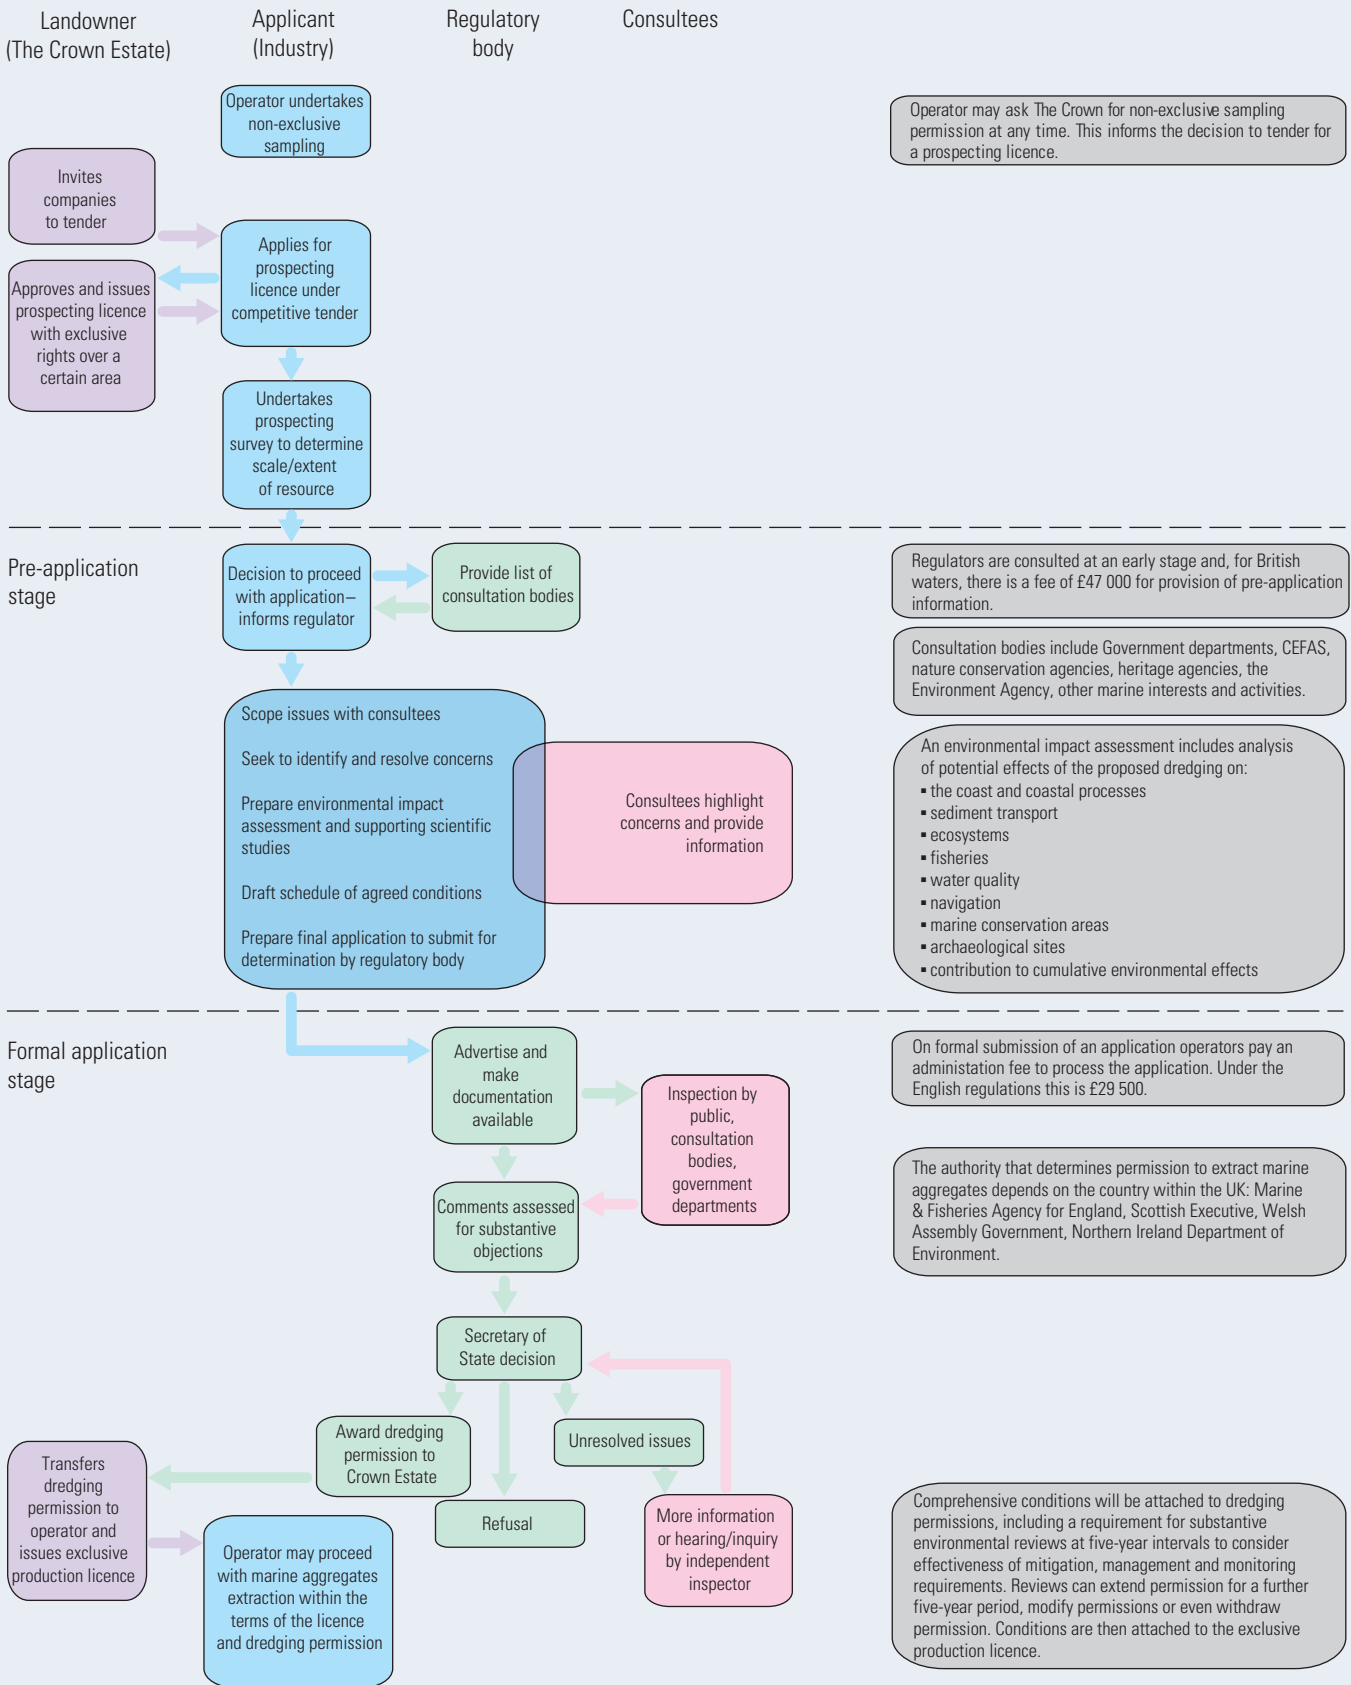 Landowner
(The Crown Estate)
Applicant
(Industry)
Regulatory
body
Consultees
Operator undertakes
non-exclusive
sampling
Operator may ask The Crown for non-exclusive sampling
permission at any time. This informs the decision to tender for
a prospecting licence.
Invites
companies
to tender
Applies for
prospecting
licence under
competitive tender
Approves and issues
prospecting licence
with exclusive
rights over a
certain area
Undertakes
prospecting
survey to determine
scale/extent
of resource
Pre-application
stage
Decision to proceed
with application–
informs regulator
Provide list of
consultation bodies
Regulators are consulted at an early stage and, for British
waters, there is a fee of £47 000 for provision of pre-application
information.
Consultation bodies include Government departments, CEFAS,
nature conservation agencies, heritage agencies, the
Environment Agency, other marine interests and activities.
Scope issues with consultees
Seek to identify and resolve concerns
Prepare environmental impact
assessment and supporting scientific
studies
Draft schedule of agreed conditions
Prepare final application to submit for
determination by regulatory body
Consultees highlight
concerns and provide
information
An environmental impact assessment includes analysis
of potential effects of the proposed dredging on:
▪ the coast and coastal processes
▪ sediment transport
▪ ecosystems
▪ fisheries
▪ water quality
▪ navigation
▪ marine conservation areas
▪ archaeological sites
▪ contribution to cumulative environmental effects
Formal application
stage
Advertise and
make
documentation
available
Inspection by
public,
consultation
bodies,
government
departments
On formal submission of an application operators pay an
administation fee to process the application. Under the
English regulations this is £29 500.
Comments assessed
for substantive
objections
The authority that determines permission to extract marine
aggregates depends on the country within the UK: Marine
& Fisheries Agency for England, Scottish Executive, Welsh
Assembly Government, Northern Ireland Department of
Environment.
Secretary of
State decision
Award dredging
permission to
Crown Estate
Unresolved issues
Refusal
Transfers
dredging
permission to
operator and
issues exclusive
production licence
Operator may proceed
with marine aggregates
extraction within the
terms of the licence
and dredging permission
More information
or hearing/inquiry
by independent
inspector
Comprehensive conditions will be attached to dredging
permissions, including a requirement for substantive
environmental reviews at five-year intervals to consider
effectiveness of mitigation, management and monitoring
requirements. Reviews can extend permission for a further
five-year period, modify permissions or even withdraw
permission. Conditions are then attached to the exclusive
production licence.